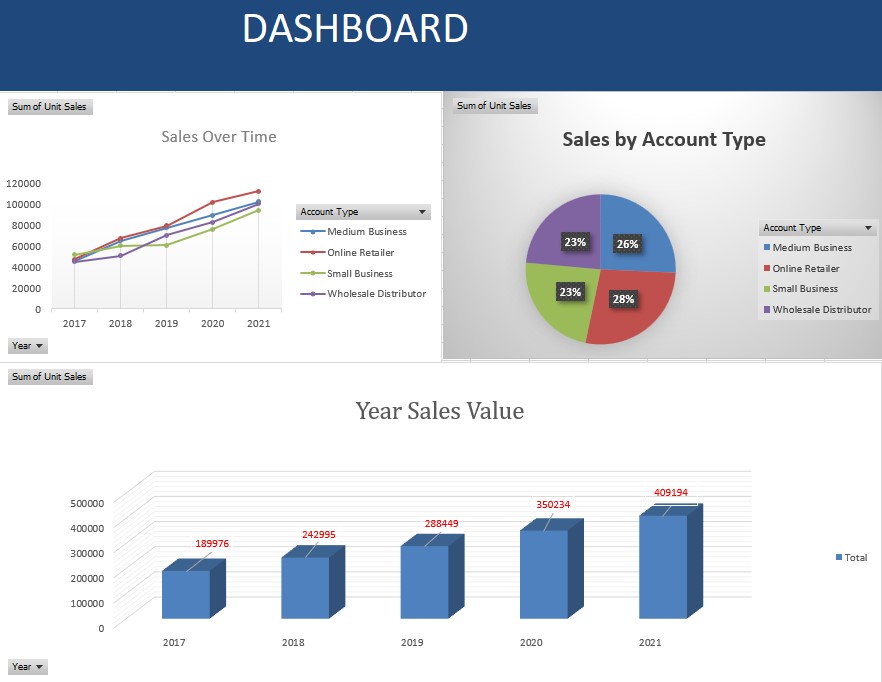 DASHBOARD
Sum of Unit Sales
Sales Over Time
120000
100000
80000
60000
40000
20000
0
2017 2018 2019 2020 2021
Account Type
Medium Business
Online Retailer
Small Business
Wholesale Distributor
Year
Sum of Unit Sales
Sales by Account Type
23% 26%
23% 28%
Account Type
Medium Business
Online Retailer
Small Business
Wholesale Distributor
Sum of Unit Sales
Year Sales Value
500000
400000
300000
200000
100000
0
189976
242995
288449
350234
409194
2017 2018 2019 2020 2021
Total
Year